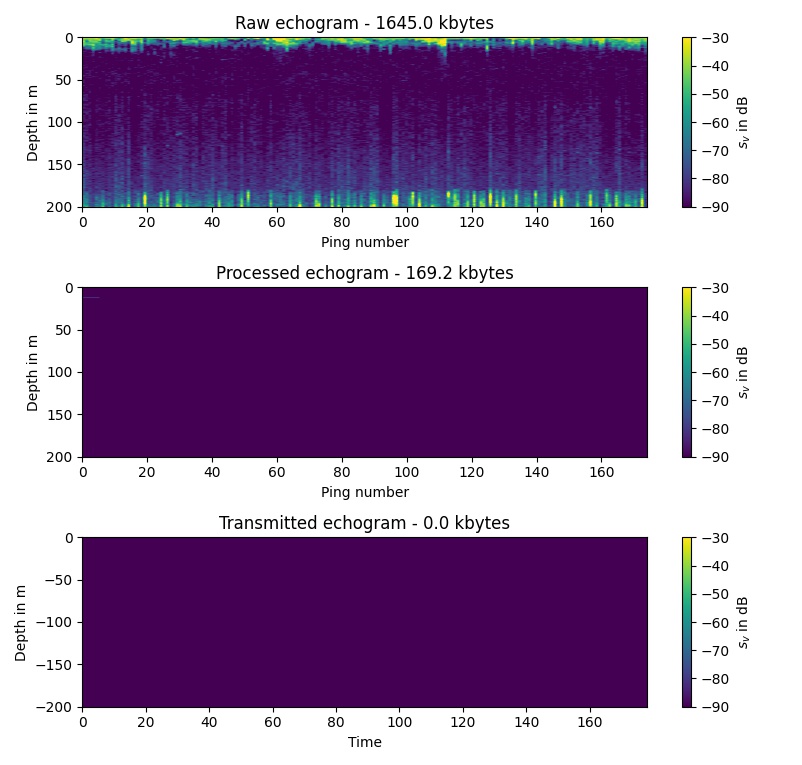 Raw echogram - 1645.0 kbytes
0
50
100
150
200
Depth in m
0 20 40 60 80 100 120 140 160
Ping number
−30
−40
−50
−60
−70
−80
−90
sv in dB
Processed echogram - 169.2 kbytes
0
50
100
150
200
Depth in m
0 20 40 60 80 100 120 140 160
Ping number
−30
−40
−50
−60
−70
−80
−90
sv in dB
Transmitted echogram - 0.0 kbytes
0
−50
−100
−150
−200
Depth in m
0 20 40 60 80 100 120 140 160
Time
−30
−40
−50
−60
−70
−80
−90
sv in dB